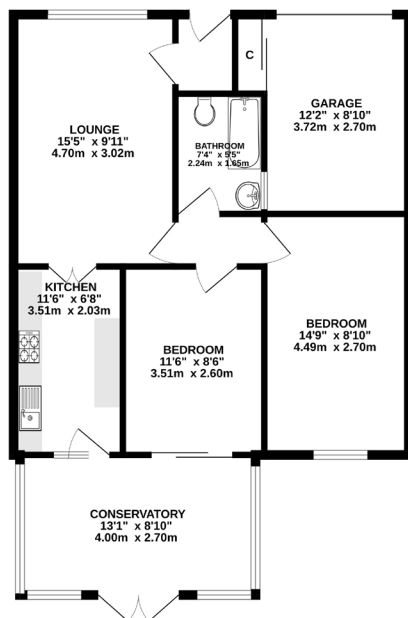 C
GARAGE
12'2" x 8'10"
3.72m x 2.70m
LOUNGE
15'5" x 9'11"
4.70m x 3.02m
BATHROOM
7'4" x 5'5"
2.24m x 1.65m
KITCHEN
11'6" x 6'8"
3.51m x 2.03m
BEDROOM
11'6" x 8'6"
3.51m x 2.60m
BEDROOM
14'9" x 8'10"
4.49m x 2.70m
CONSERVATORY
13'1" x 8'10"
4.00m x 2.70m